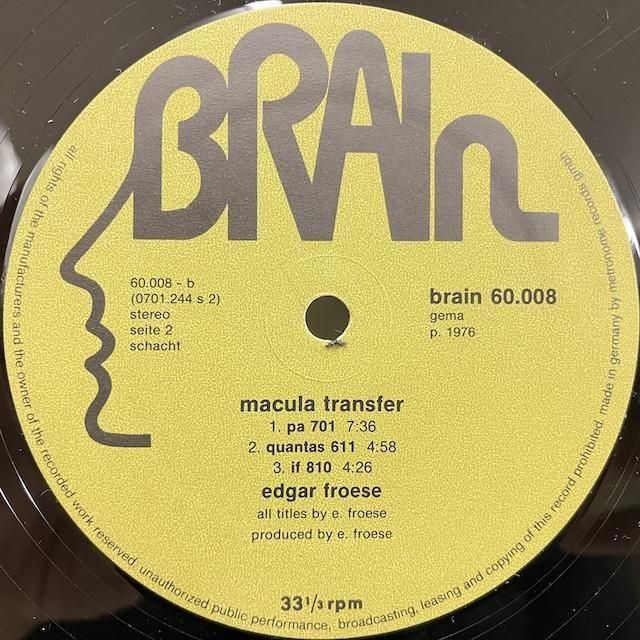 BRAIN
60.008 - b
(0701.244 s 2)
stereo
seite 2
schacht
brain 60.008
gema
p. 1976
macula transfer
1. pa 701 7:36
2. quantas 611 4:58
3. if 810 4:26
edgar froese
all titles by e. froese
produced by e. froese
33 1/3 rpm
all rights of the manufacturers and the owner of the recorded work reserved. unauthorized public performance, broadcasting, leasing and copying of this record prohibited. made in germany by metronome records gmbh